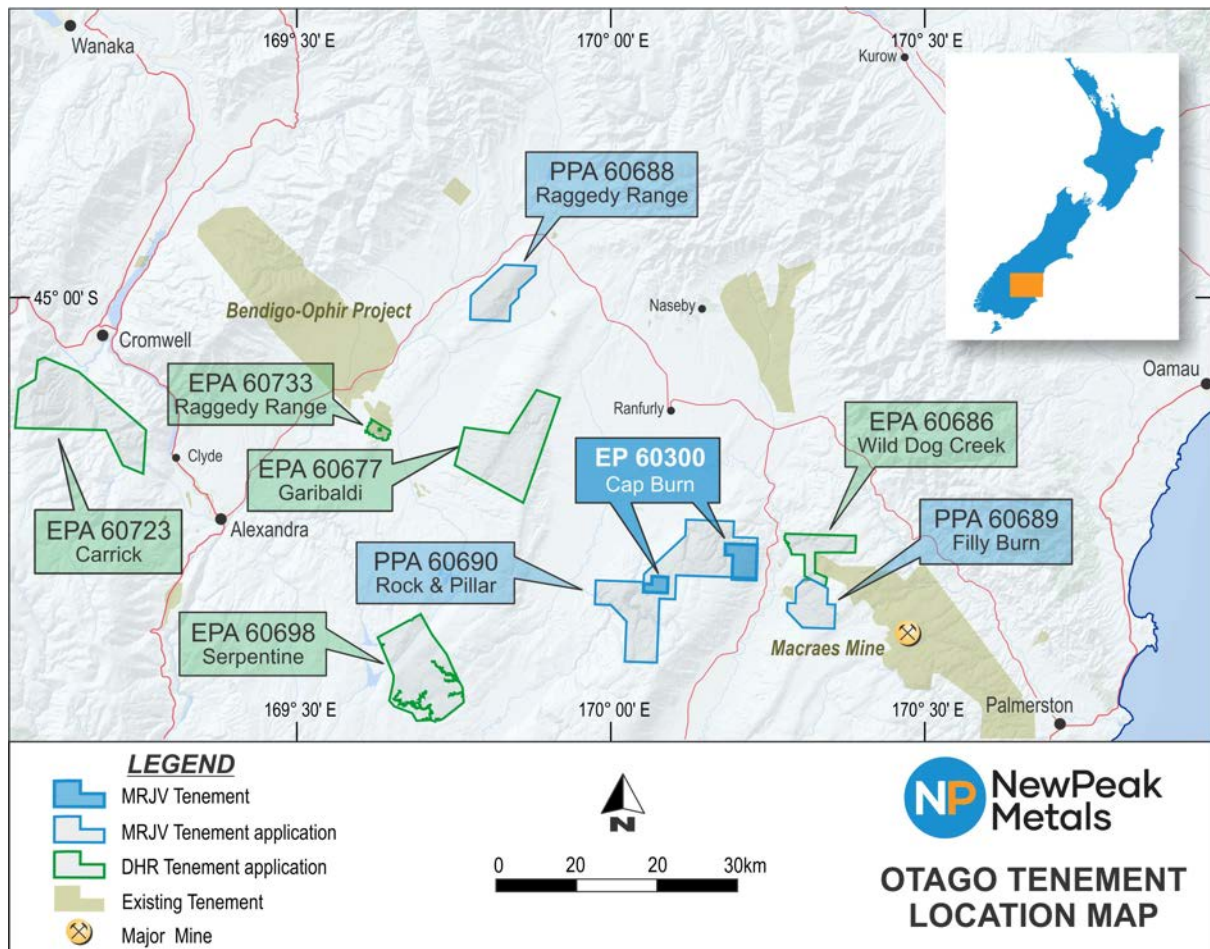 169°30' E
170°00' E
170°30' E
Wanaka
Kurow
PPA 60688
Raggedy Range
45°00' S
Bendigo-Ophir Project
Naseby
Cromwell
Oamau
EPA 60733
Raggedy Range
Ranfurly
EPA 60686
Wild Dog Creek
Clyde
EPA 60677
Garibaldi
EP 60300
Cap Burn
EPA 60723
Carrick
Alexandra
PPA 60689
Filly Burn
PPA 60690
Rock & Pillar
EPA 60698
Serpentine
Macraes Mine
Palmerston
169°30' E
170°00' E
170°30' E
LEGEND
MRJV Tenement
MRJV Tenement application
DHR Tenement application
Existing Tenement
Major Mine
N
0 20 20 30km
NP NewPeak
Metals
OTAGO TENEMENT
LOCATION MAP